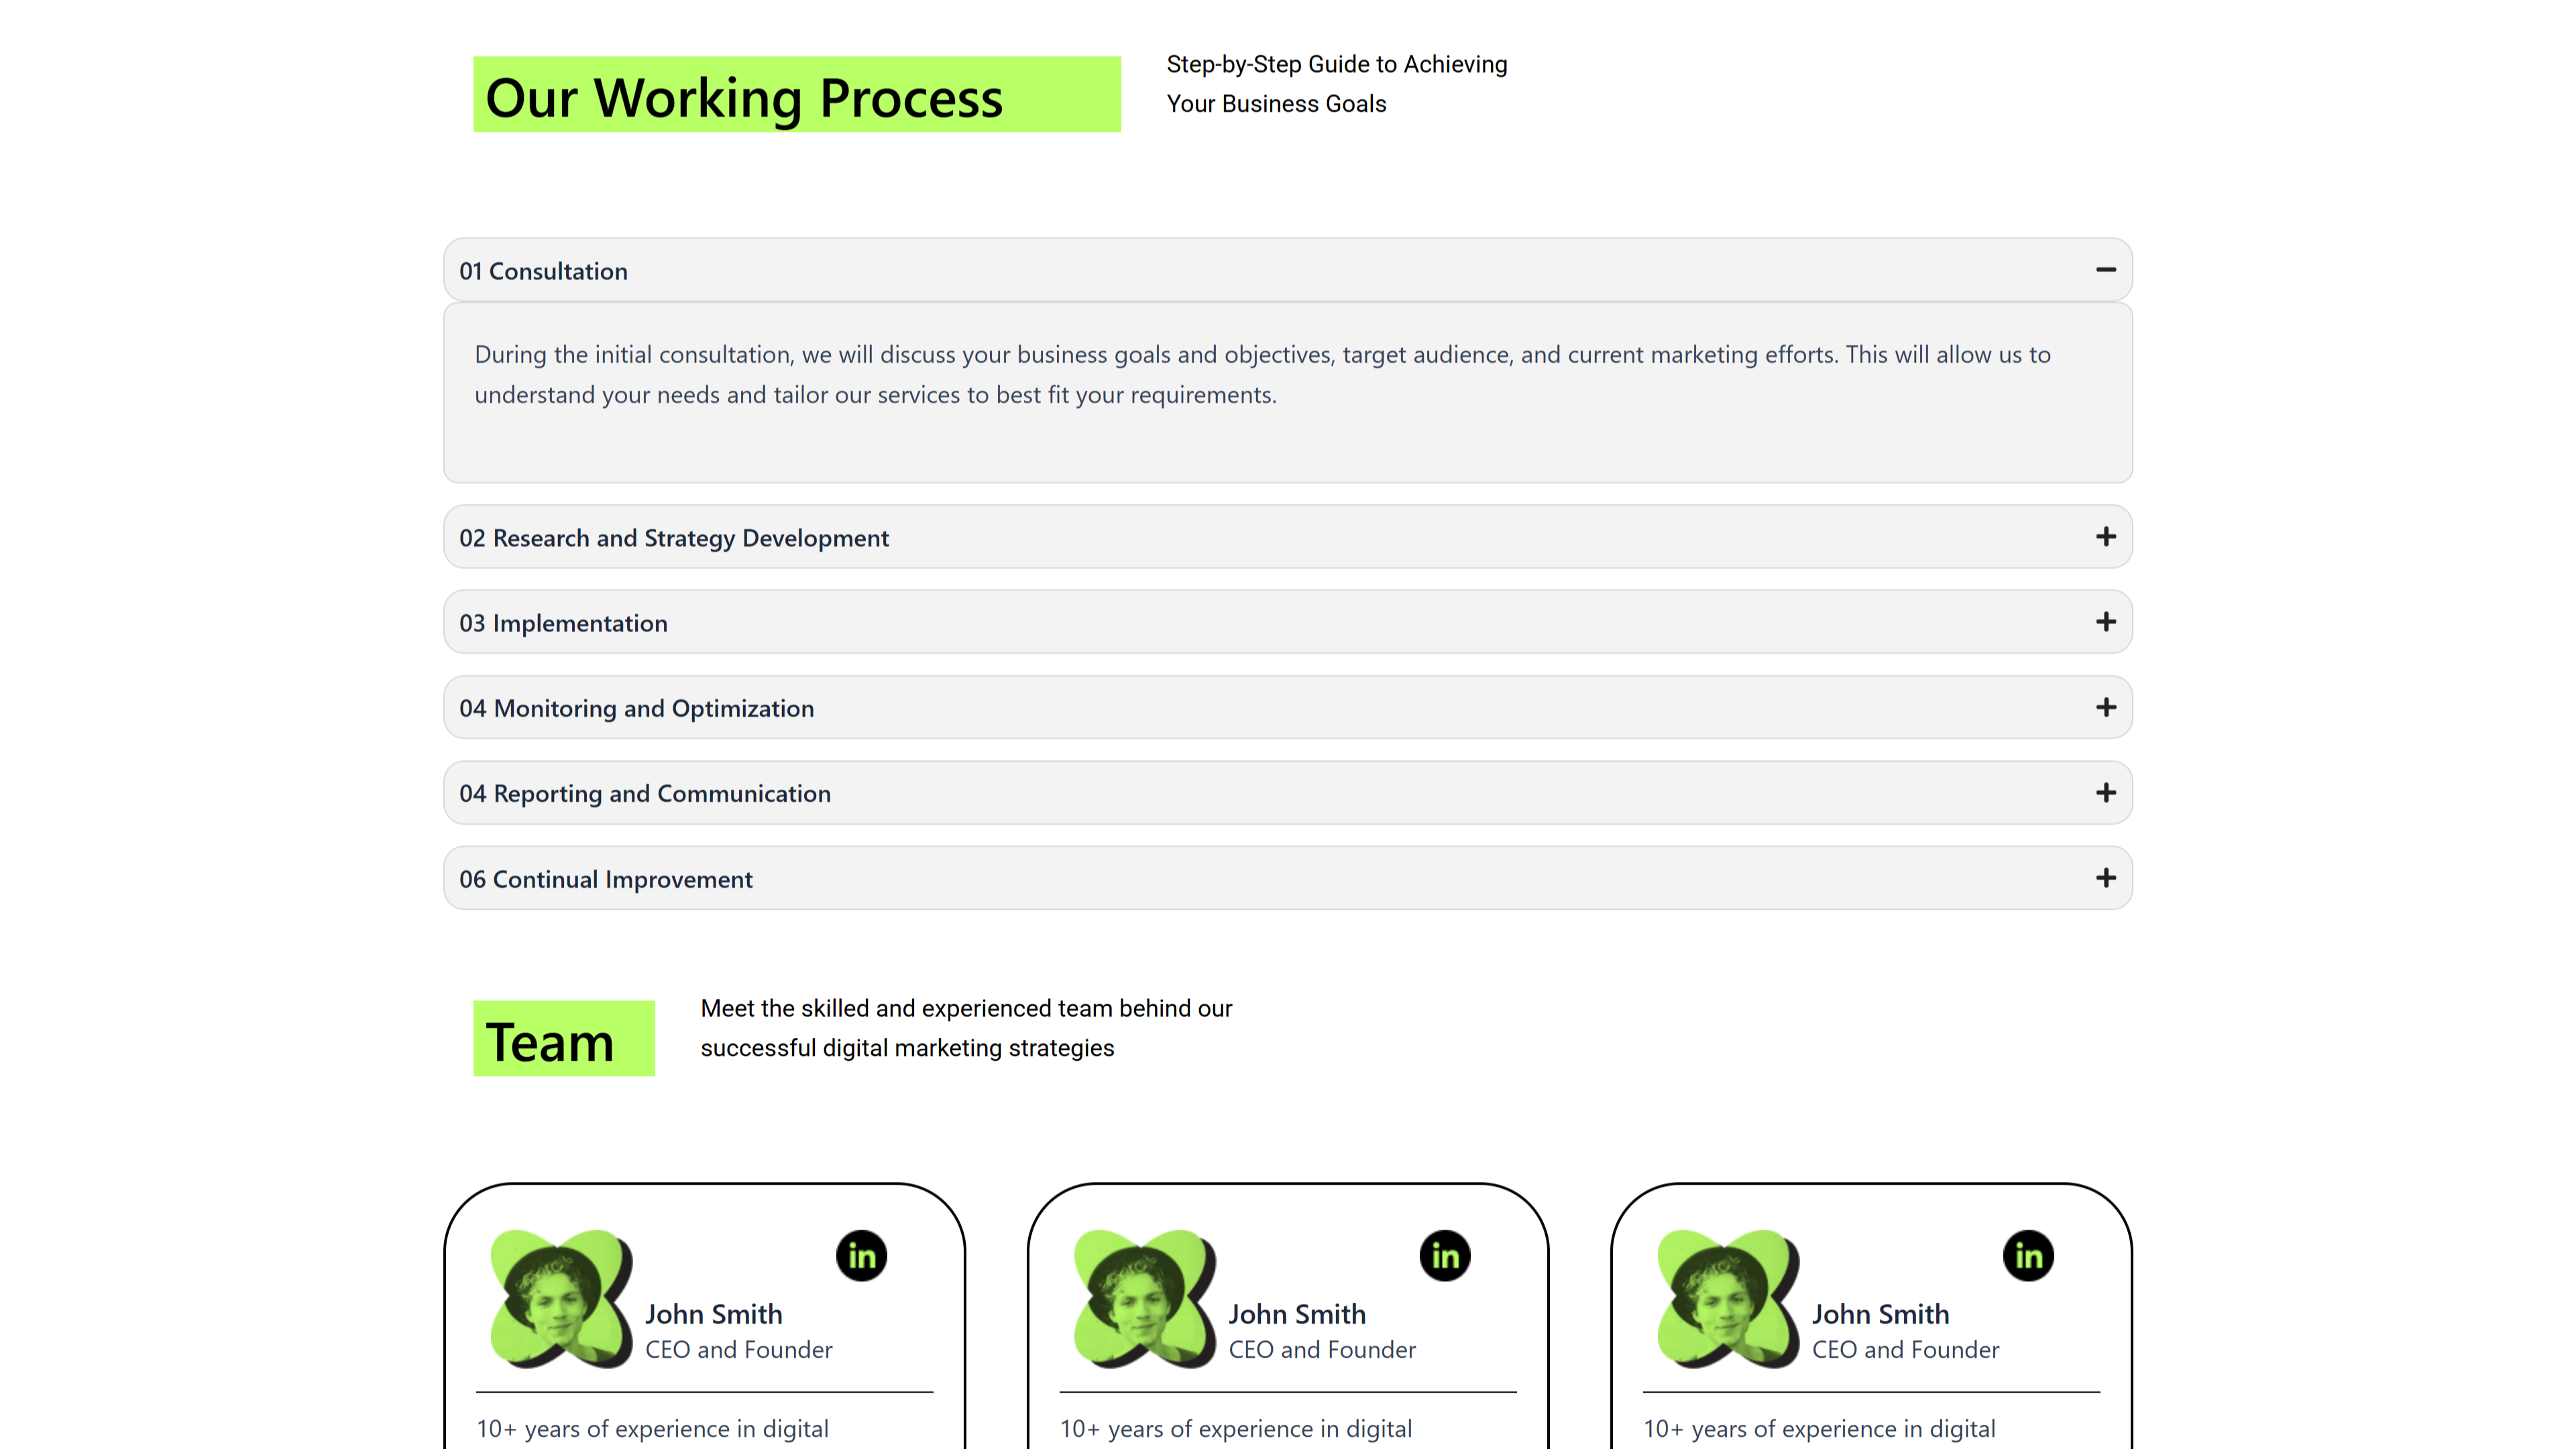 Our Working Process
Step-by-Step Guide to Achieving
Your Business Goals
01 Consultation
During the initial consultation, we will discuss your business goals and objectives, target audience, and current marketing efforts. This will allow us to
understand your needs and tailor our services to best fit your requirements.
02 Research and Strategy Development
03 Implementation
04 Monitoring and Optimization
04 Reporting and Communication
06 Continual Improvement
Team
Meet the skilled and experienced team behind our
successful digital marketing strategies
in
John Smith
CEO and Founder
10+ years of experience in digital
in
John Smith
CEO and Founder
10+ years of experience in digital
in
John Smith
CEO and Founder
10+ years of experience in digital